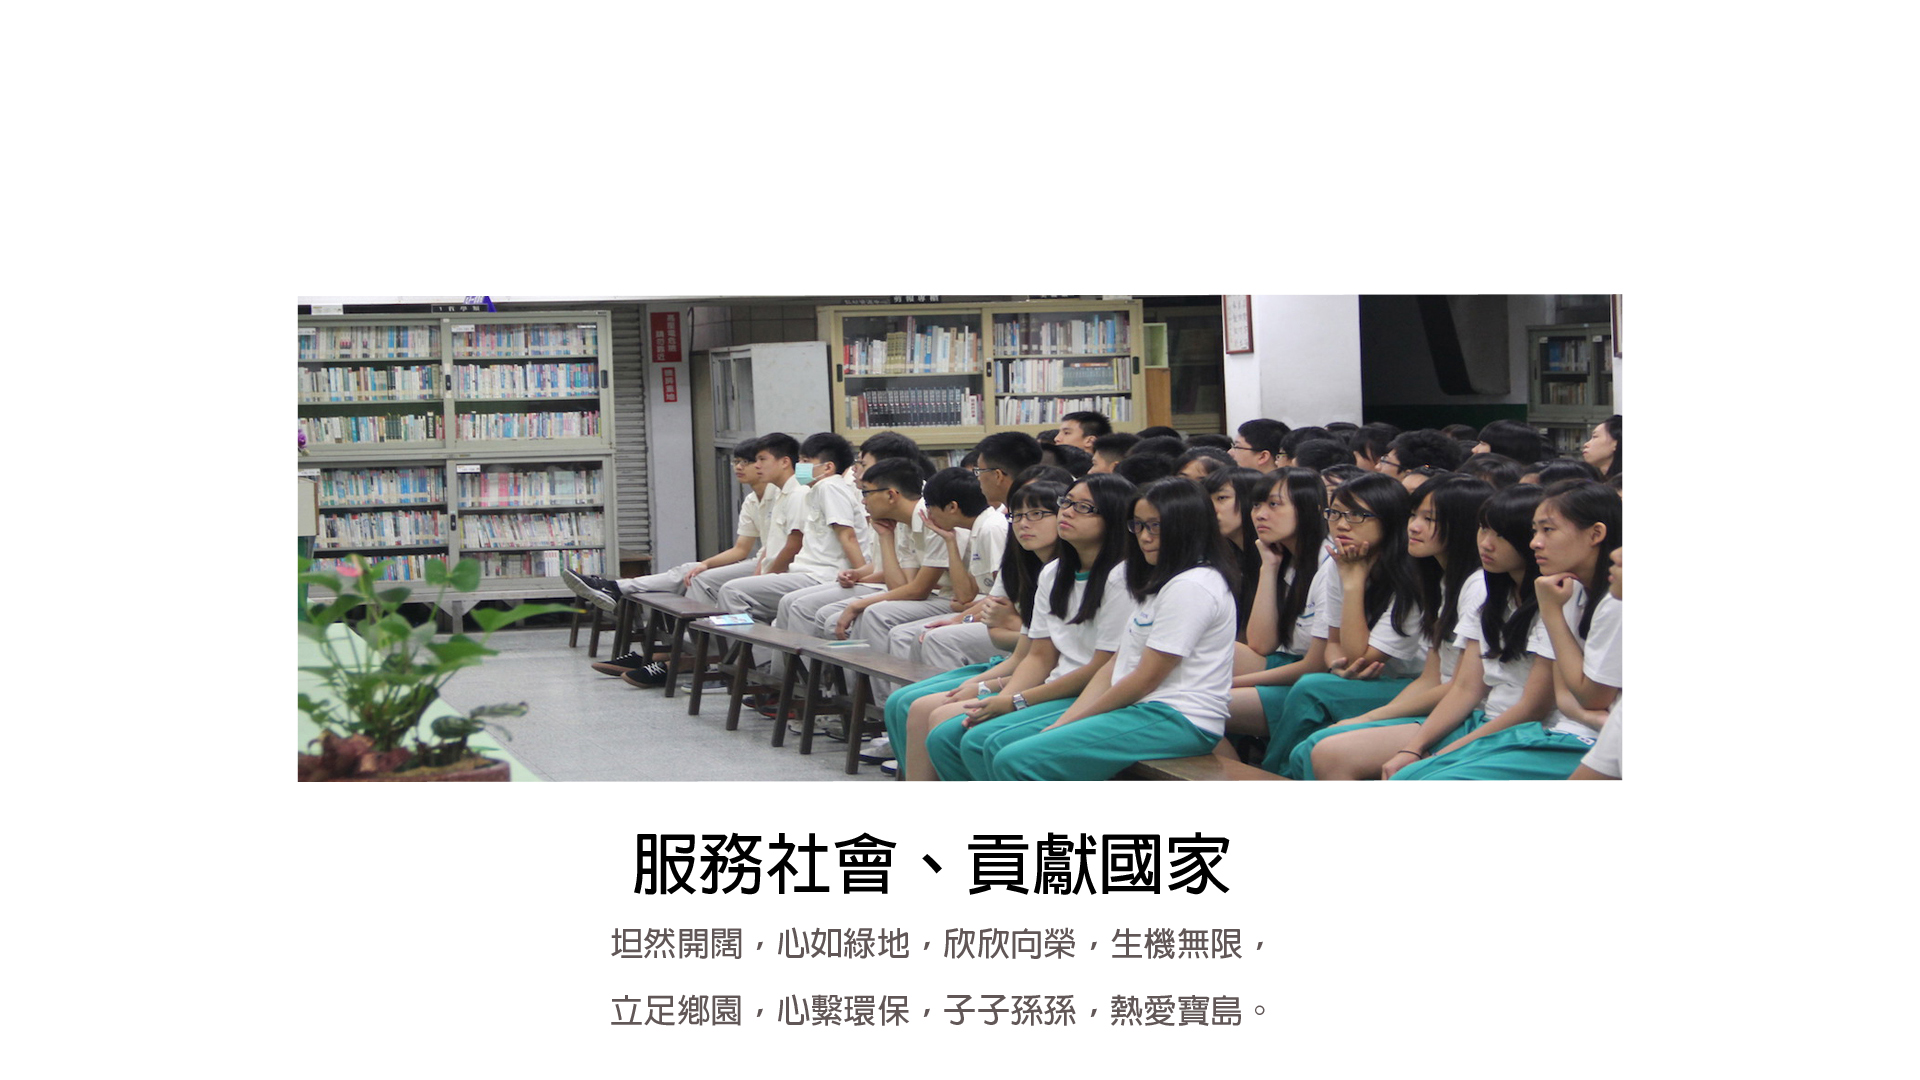 服務社會、貢獻國家
坦然開闊，心如綠地，欣欣向榮，生機無限，
立足鄉園，心繫環保，子子孫孫，熱愛寶島。